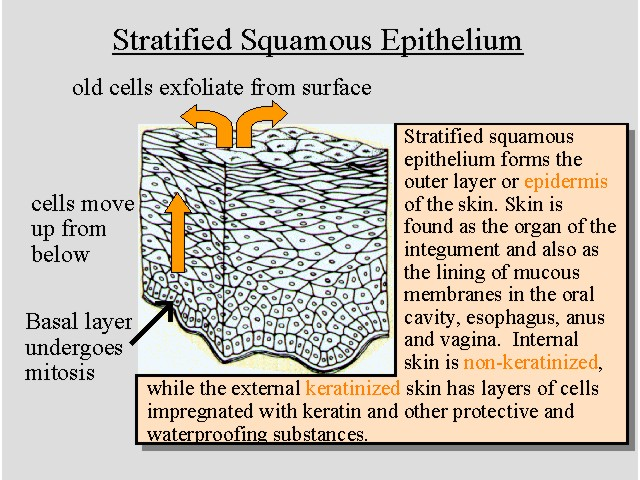 Stratified Squamous Epithelium
old cells exfoliate from surface
cells move
up from
below
Basal layer
undergoes
mitosis
Stratified squamous
epithelium forms the
outer layer or epidermis
of the skin. Skin is
found as the organ of the
integument and also as
the lining of mucous
membranes in the oral
cavity, esophagus, anus
and vagina.  Internal
skin is non-keratinized,
while the external keratinized skin has layers of cells
impregnated with keratin and other protective and
waterproofing substances.